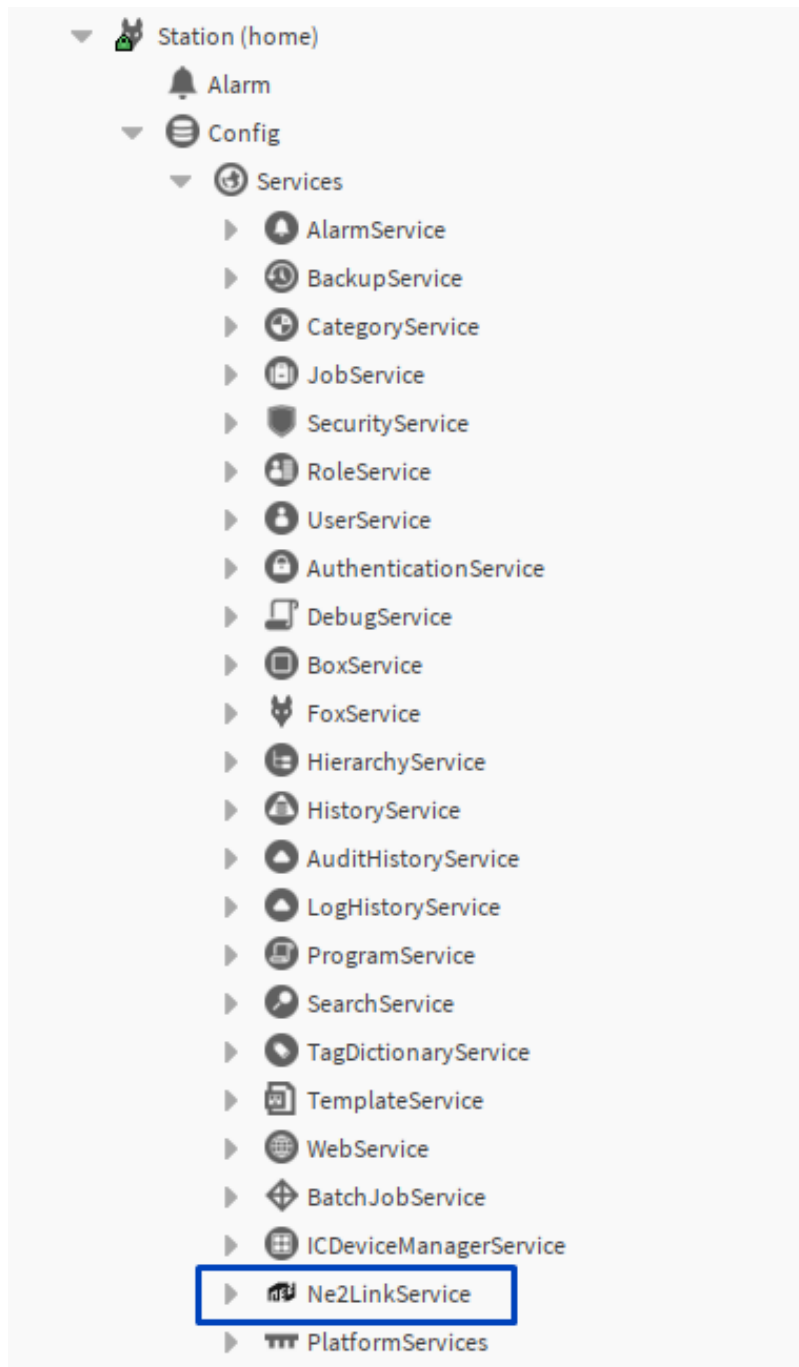 Station (home)
Alarm
Config
Services
AlarmService
BackupService
CategoryService
JobService
SecurityService
RoleService
UserService
AuthenticationService
DebugService
BoxService
FoxService
HierarchyService
HistoryService
AuditHistoryService
LogHistoryService
ProgramService
SearchService
TagDictionaryService
TemplateService
WebService
BatchJobService
ICDeviceManagerService
Ne2LinkService
PlatformServices